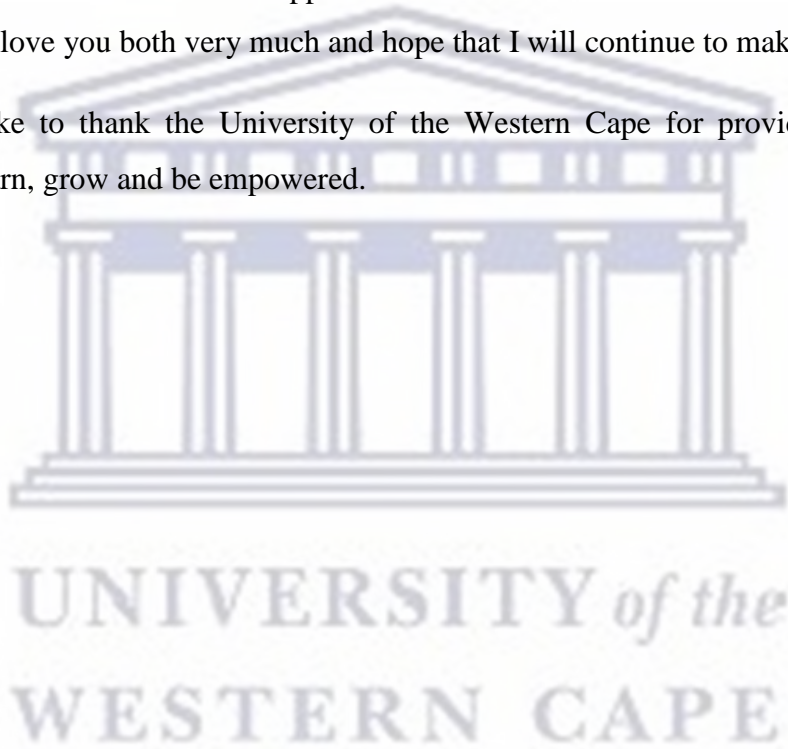 love you both very much and hope that I will continue to mak
ke to thank the University of the Western Cape for provi
rn, grow and be empowered.
UNIVERSITY of the
WESTERN CAPE